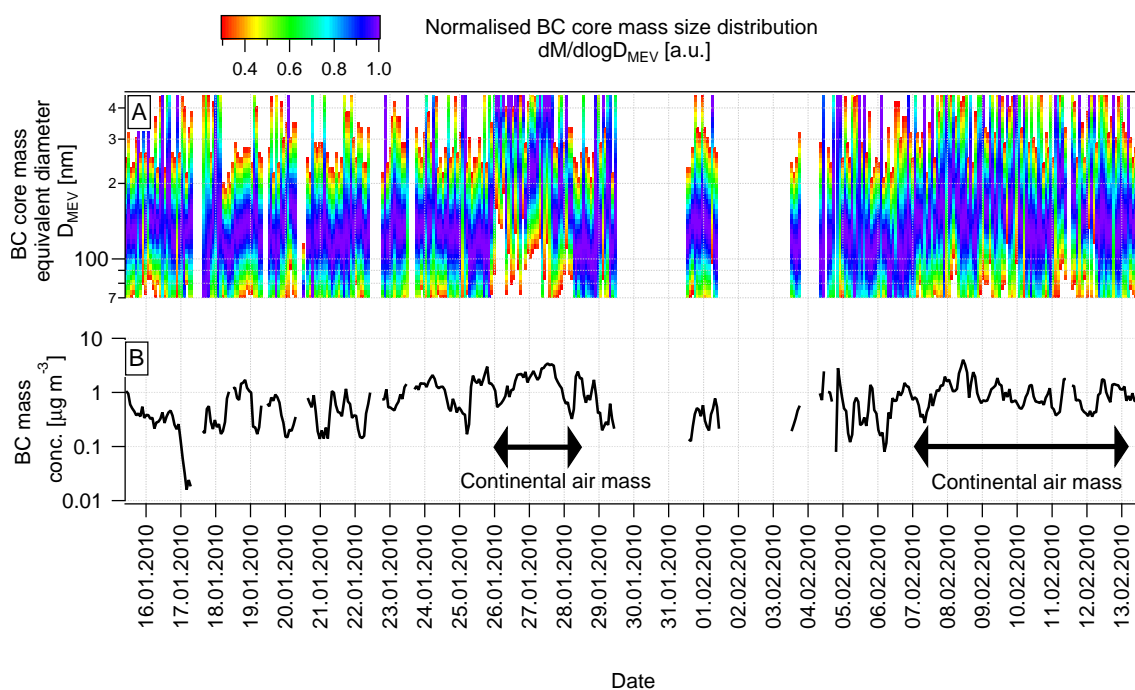 Normalised BC core mass size distribution
dM/dlogD_MEV [a.u.]
0.4 0.6 0.8 1.0
A
BC core mass
equivalent diameter
D_MEV [nm]
4
3
2
100
7
B
BC mass
conc. [µg m⁻³]
10
1
0.1
0.01
Continental air mass
Continental air mass
16.01.2010
17.01.2010
18.01.2010
19.01.2010
20.01.2010
21.01.2010
22.01.2010
23.01.2010
24.01.2010
25.01.2010
26.01.2010
27.01.2010
28.01.2010
29.01.2010
30.01.2010
31.01.2010
01.02.2010
02.02.2010
03.02.2010
04.02.2010
05.02.2010
06.02.2010
07.02.2010
08.02.2010
09.02.2010
10.02.2010
11.02.2010
12.02.2010
13.02.2010
Date